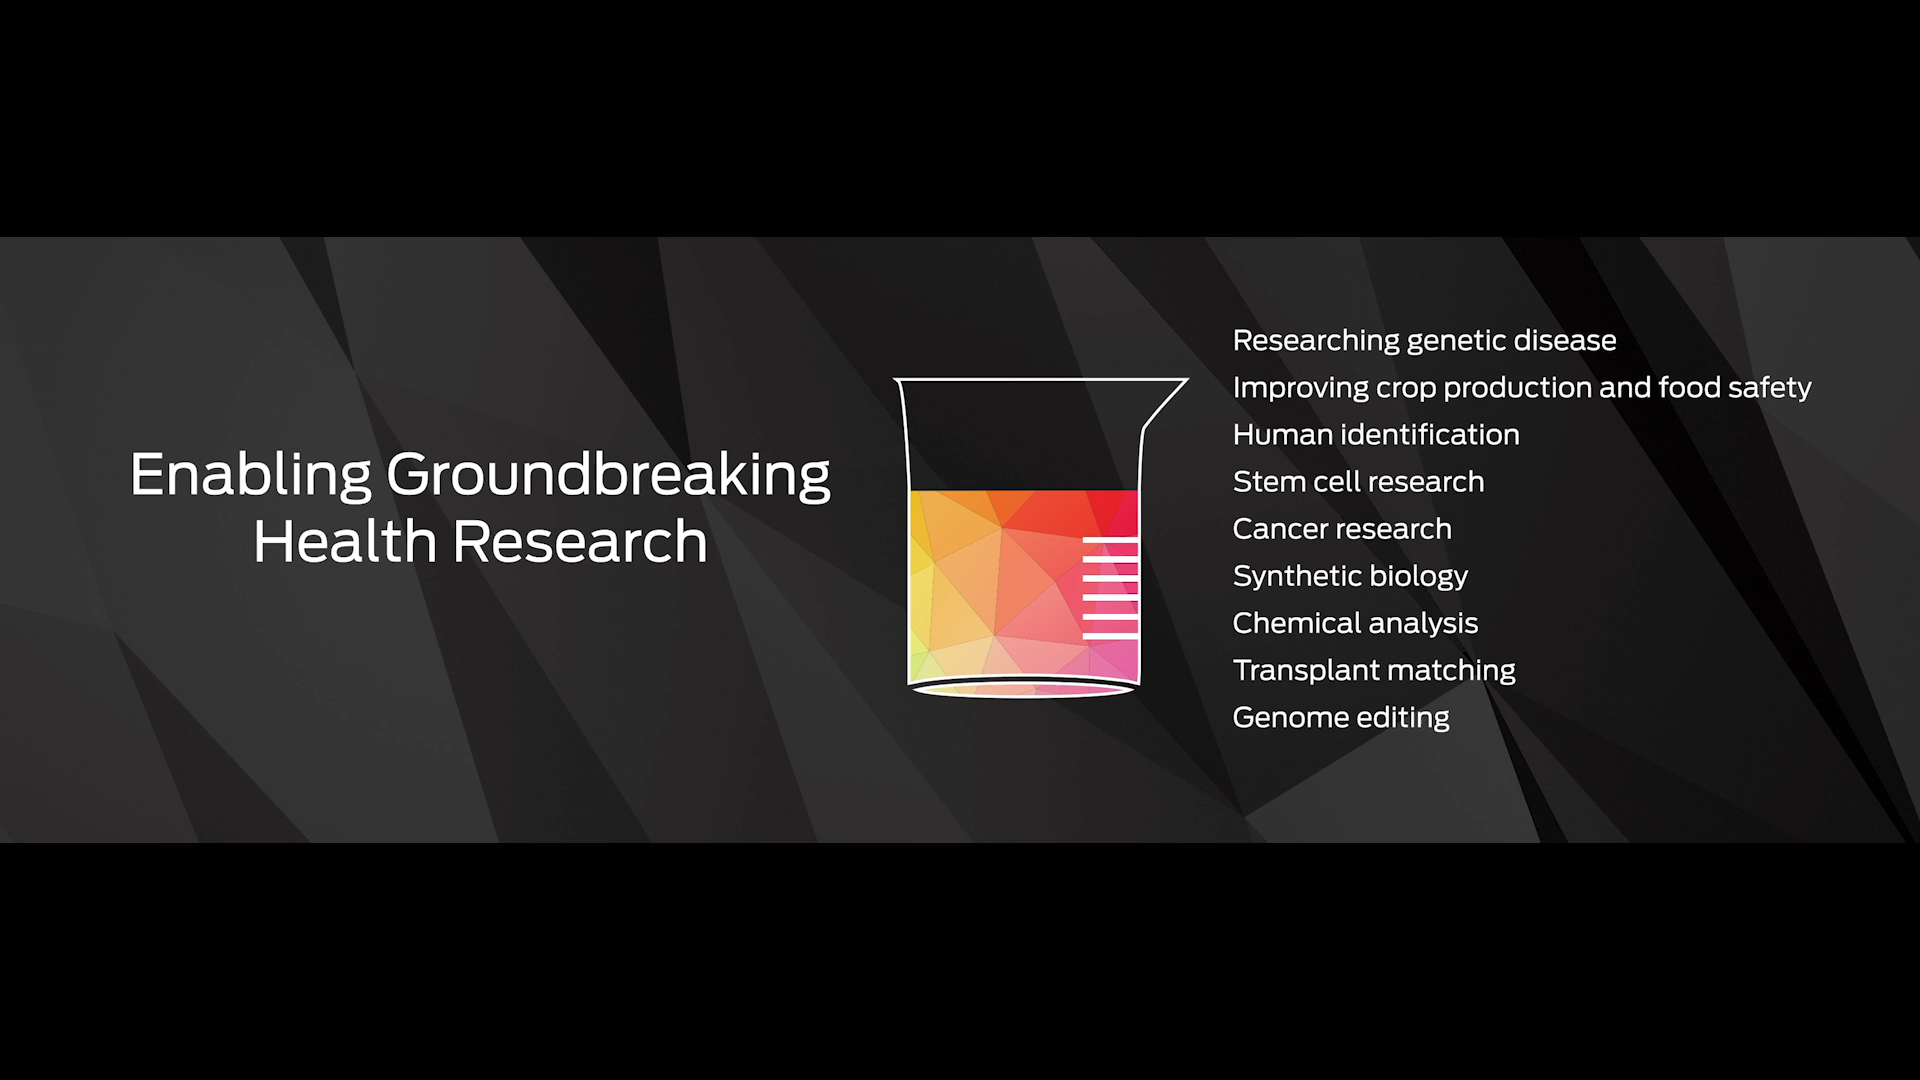 Enabling Groundbreaking
Health Research
Researching genetic disease
Improving crop production and food safety
Human identification
Stem cell research
Cancer research
Synthetic biology
Chemical analysis
Transplant matching
Genome editing